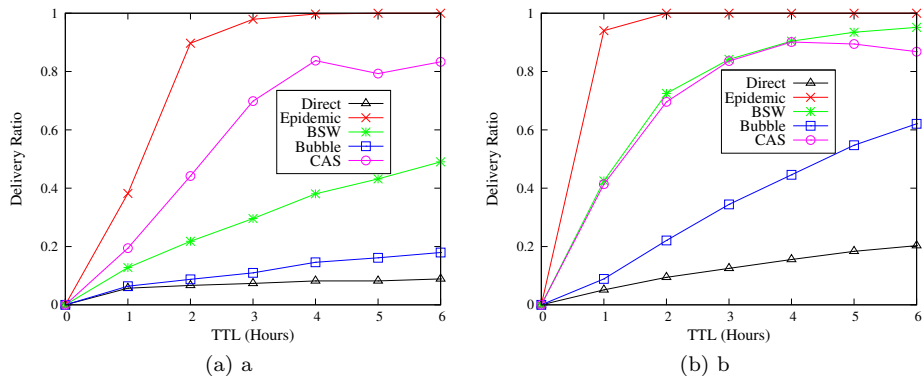 1
0.8
0.6
0.4
0.2
0
Delivery Ratio
Direct
Epidemic
BSW
Bubble
CAS
0 1 2 3 4 5 6
TTL (Hours)
(a) a
1
0.8
0.6
0.4
0.2
0
Delivery Ratio
Direct
Epidemic
BSW
Bubble
CAS
0 1 2 3 4 5 6
TTL (Hours)
(b) b